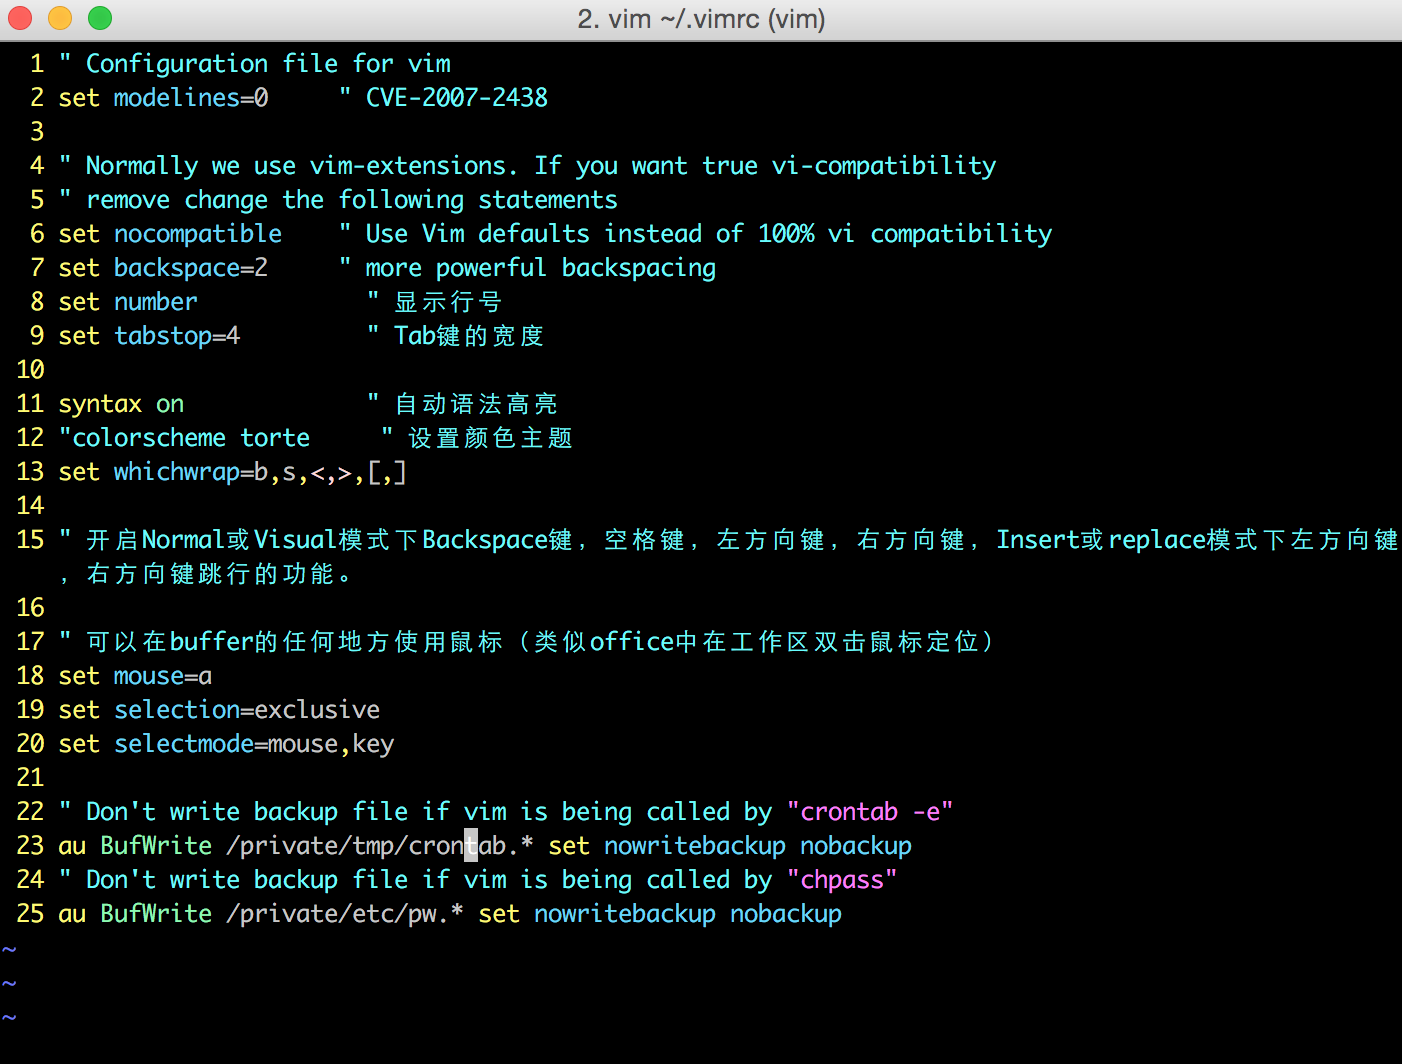 2. vim ~/.vimrc (vim)
1 " Configuration file for vim
2 set modelines=0     " CVE-2007-2438
3
4 " Normally we use vim-extensions. If you want true vi-compatibility
5 " remove change the following statements
6 set nocompatible    " Use Vim defaults instead of 100% vi compatibility
7 set backspace=2     " more powerful backspacing
8 set number            " 显示行号
9 set tabstop=4         " Tab键的宽度
10
11 syntax on             " 自动语法高亮
12 "colorscheme torte     " 设置颜色主题
13 set whichwrap=b,s,<,>,[,]
14
15 " 开启Normal或Visual模式下Backspace键，空格键，左方向键，右方向键，Insert或replace模式下左方向键
，右方向键跳行的功能。
16
17 " 可以在buffer的任何地方使用鼠标（类似office中在工作区双击鼠标定位）
18 set mouse=a
19 set selection=exclusive
20 set selectmode=mouse,key
21
22 " Don't write backup file if vim is being called by "crontab -e"
23 au BufWrite /private/tmp/crontab.* set nowritebackup nobackup
24 " Don't write backup file if vim is being called by "chpass"
25 au BufWrite /private/etc/pw.* set nowritebackup nobackup
~
~
~